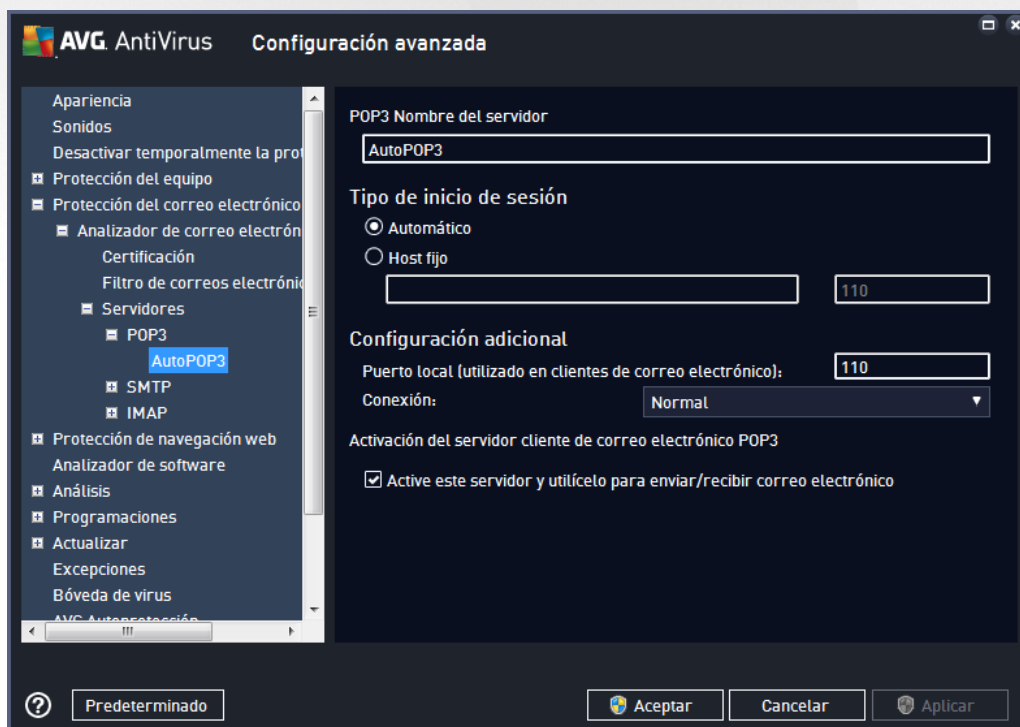 AVG. AntiVirus
Configuración avanzada
Apariencia
Sonidos
Desactivar temporalmente la prot
Protección del equipo
Protección del correo electrónico
Analizador de correo electrón
Certificación
Filtro de correos electrónic
Servidores
POP3
AutoPOP3
SMTP
IMAP
Protección de navegación web
Analizador de software
Análisis
Programaciones
Actualizar
Excepciones
Bóveda de virus
AVG Autoprotección
POP3 Nombre del servidor
AutoPOP3
Tipo de inicio de sesión
Automático
Host fijo
110
Configuración adicional
Puerto local (utilizado en clientes de correo electrónico):
110
Conexión:
Normal
Activación del servidor cliente de correo electrónico POP3
Active este servidor y utilícelo para enviar/recibir correo electrónico
?
Predeterminado
Aceptar
Cancelar
Aplicar